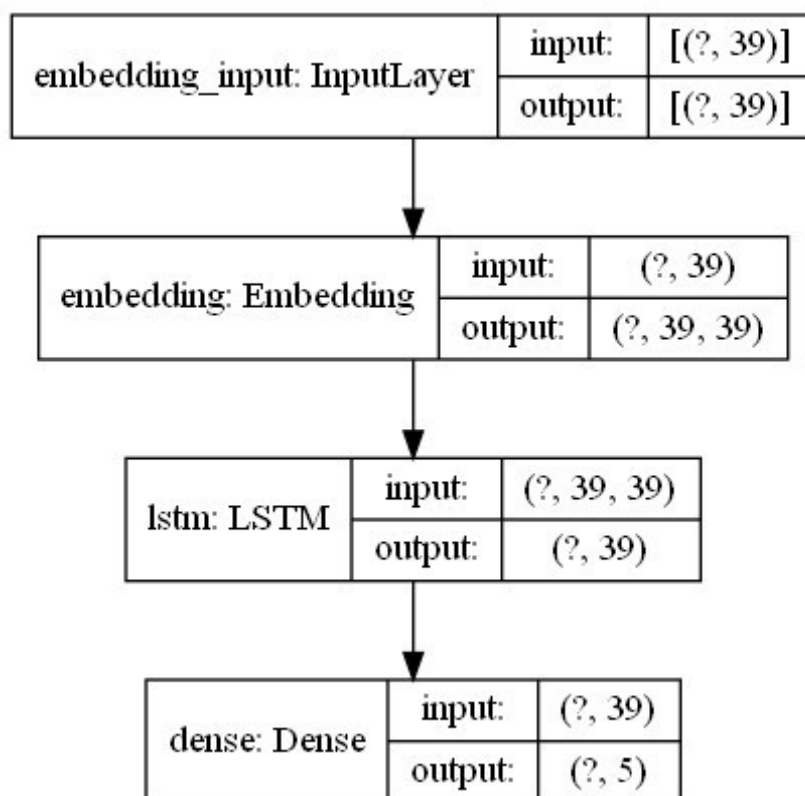 embedding_input: InputLayer
input: [(?, 39)]
output: [(?, 39)]
embedding: Embedding
input: (?, 39)
output: (?, 39, 39)
lstm: LSTM
input: (?, 39, 39)
output: (?, 39)
dense: Dense
input: (?, 39)
output: (?, 5)